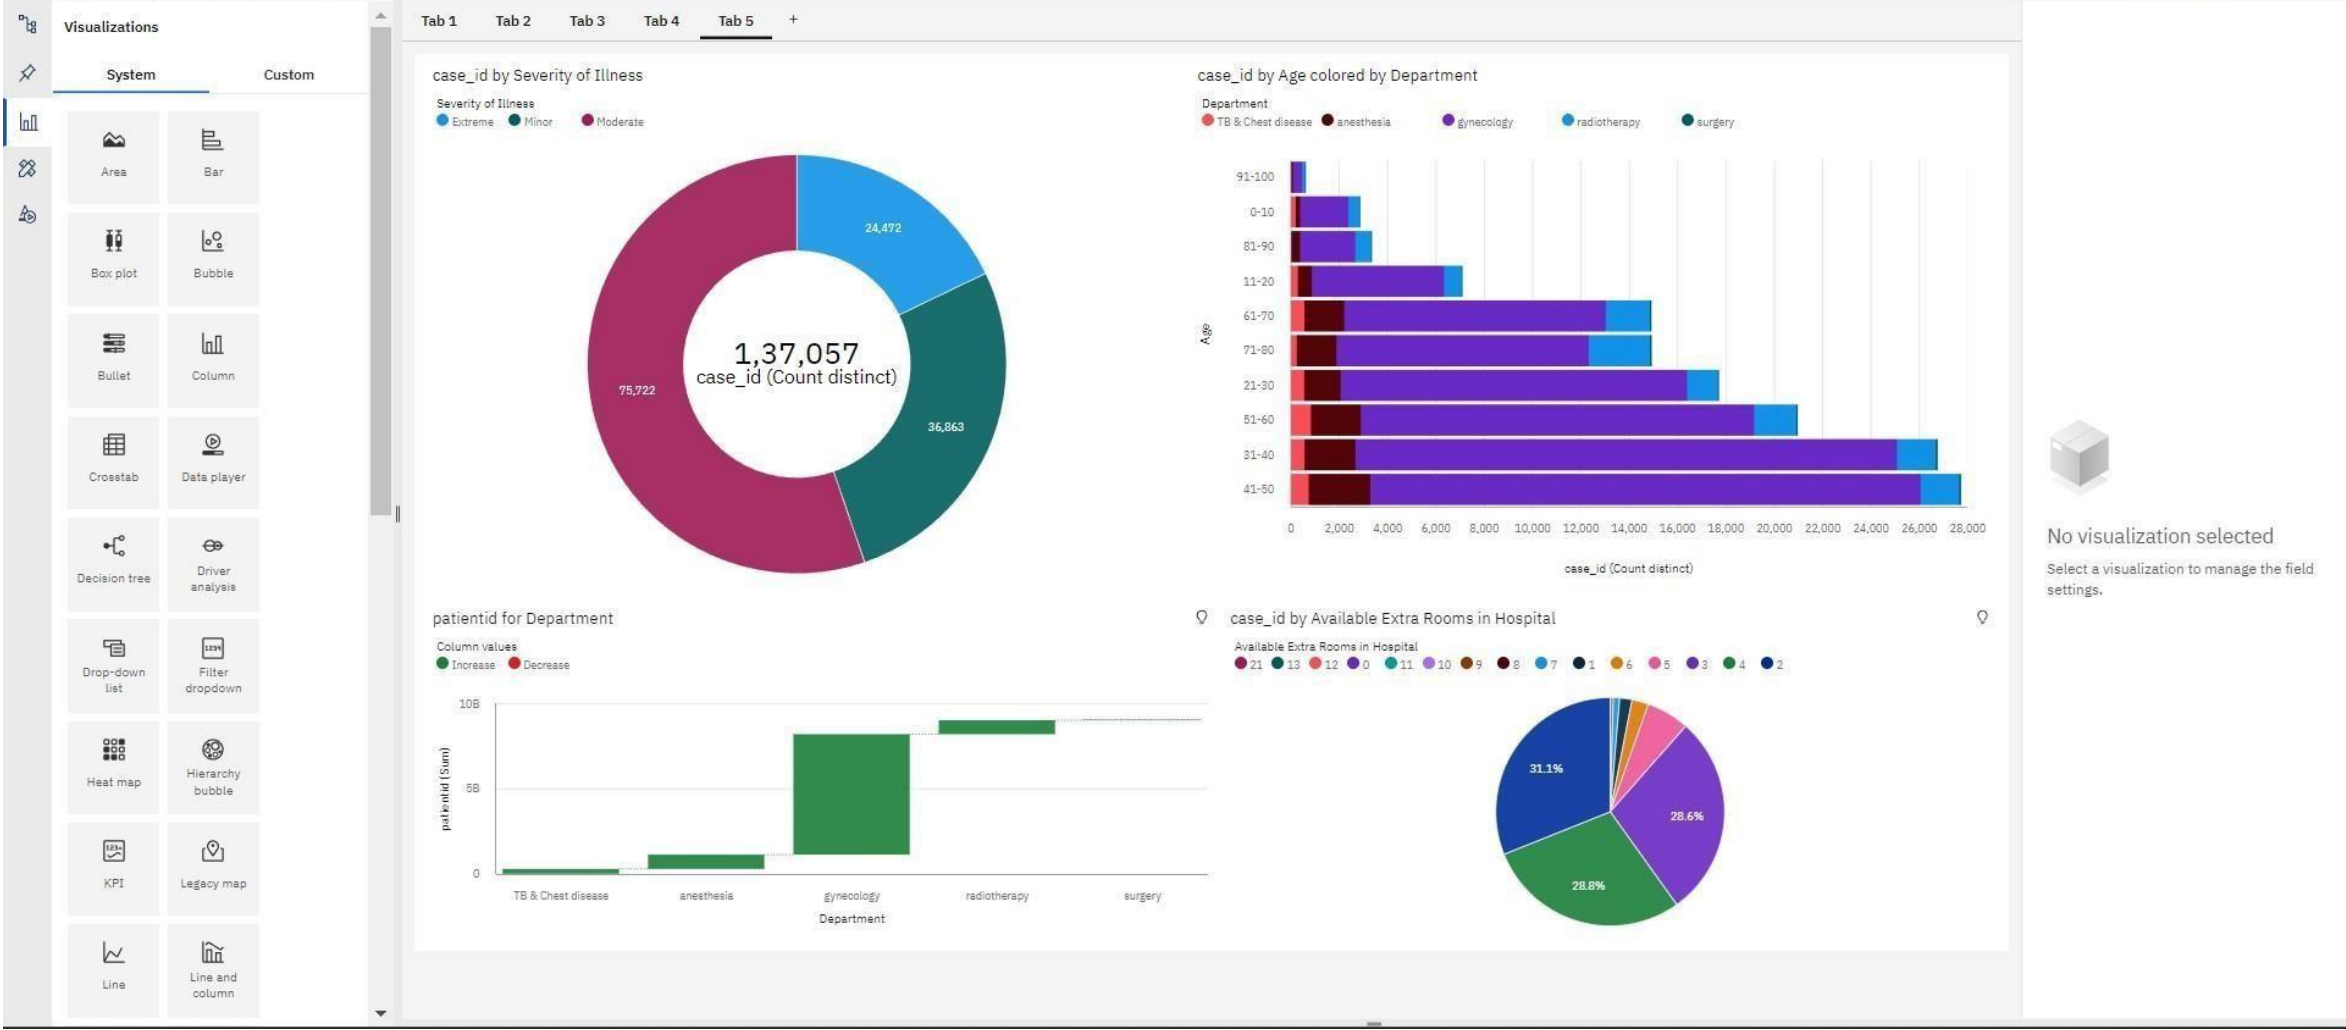 Visualizations
System
Custom
Area
Bar
Box plot
Bubble
Bullet
Column
Crosstab
Data player
Decision tree
Driver
analysis
Drop-down
list
Filter
dropdown
Heat map
Hierarchy
bubble
KPI
Legacy map
Line
Line and
column
Tab 1
Tab 2
Tab 3
Tab 4
Tab 5
+
case_id by Severity of Illness
Severity of Illness
Extreme
Minor
Moderate
24,472
75,722
36,863
1,37,057
case_id (Count distinct)
case_id by Age colored by Department
Department
TB & Chest disease
anesthesia
gynecology
radiotherapy
surgery
Age
91-100
0-10
81-90
11-20
61-70
71-80
21-30
51-60
31-40
41-50
0 2,000 4,000 6,000 8,000 10,000 12,000 14,000 16,000 18,000 20,000 22,000 24,000 26,000 28,000
case_id (Count distinct)
patientid for Department
Column values
Increase
Decrease
patientid (Sum)
10B
5B
0
TB & Chest disease
anesthesia
gynecology
radiotherapy
surgery
Department
case_id by Available Extra Rooms in Hospital
Available Extra Rooms in Hospital
21 13 12 0 11 10 9 8 7 1 6 5 3 4 2
31.1%
28.6%
28.8%
No visualization selected
Select a visualization to manage the field
settings.